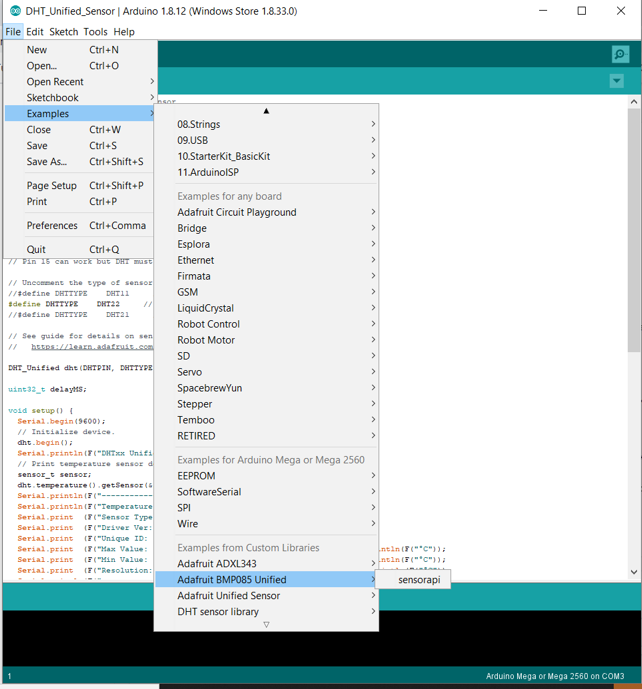 DHT_Unified_Sensor | Arduino 1.8.12 (Windows Store 1.8.33.0)
File Edit Sketch Tools Help
New Ctrl+N
Open... Ctrl+O
Open Recent
Sketchbook
Examples
Close Ctrl+W
Save Ctrl+S
Save As... Ctrl+Shift+S
Page Setup Ctrl+Shift+P
Print Ctrl+P
Preferences Ctrl+Comma
Quit Ctrl+Q
08.Strings
09.USB
10.StarterKit_BasicKit
11.ArduinoISP
Examples for any board
Adafruit Circuit Playground
Bridge
Esplora
Ethernet
Firmata
GSM
LiquidCrystal
Robot Control
Robot Motor
SD
Servo
SpacebrewYun
Stepper
Temboo
RETIRED
Examples for Arduino Mega or Mega 2560
EEPROM
SoftwareSerial
SPI
Wire
Examples from Custom Libraries
Adafruit ADXL343
Adafruit BMP085 Unified
sensorapi
Adafruit Unified Sensor
DHT sensor library
// Pin 15 can work but DHT must
// Uncomment the type of sensor
//#define DHTTYPE DHT11
#define DHTTYPE DHT22 //
//#define DHTTYPE DHT21
// See guide for details on sen
// https://learn.adafruit.com
DHT_Unified dht(DHTPIN, DHTTYPE
uint32_t delayMS;
void setup() {
Serial.begin(9600);
// Initialize device.
dht.begin();
Serial.println(F("DHTxx Unifi
// Print temperature sensor d
sensor_t sensor;
dht.temperature().getSensor(&
Serial.println(F("------------
Serial.println(F("Temperature
Serial.print (F("Sensor Type
Serial.print (F("Driver Ver:
Serial.print (F("Unique ID:
Serial.print (F("Max Value: intln(F("°C"));
Serial.print (F("Min Value: intln(F("°C"));
Serial.print (F("Resolution:
1
Arduino Mega or Mega 2560 on COM3